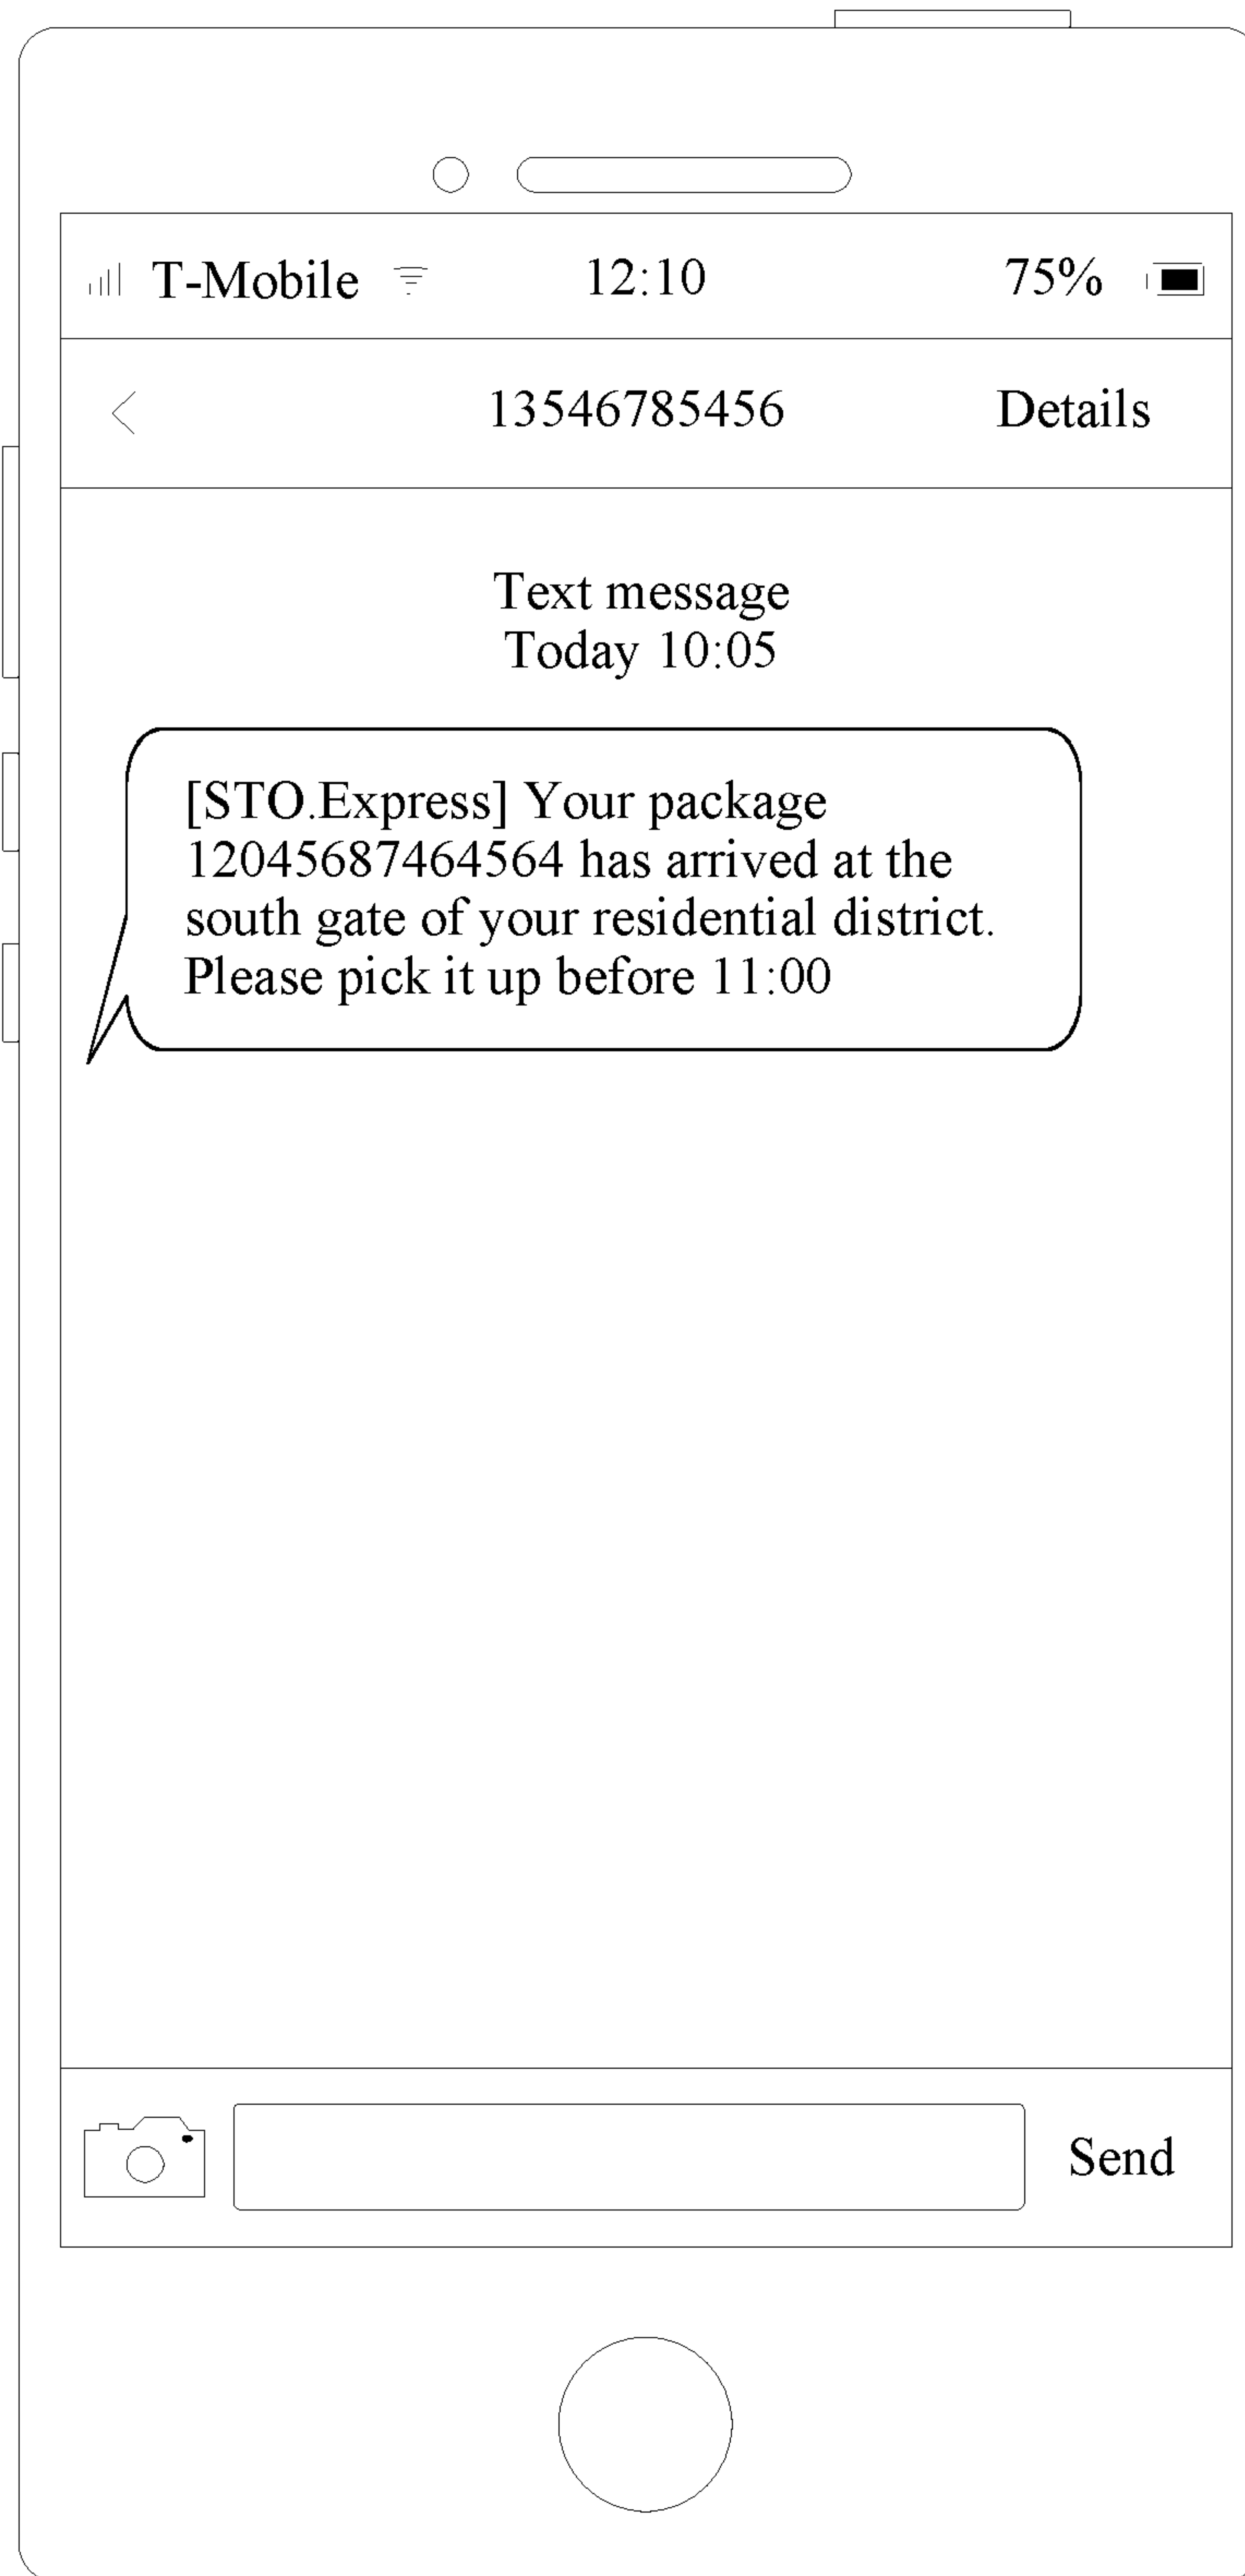 T-Mobile 12:10 75%
13546785456 Details
Text message
Today 10:05
[STO.Express] Your package
12045687464564 has arrived at the
south gate of your residential district.
Please pick it up before 11:00
Send